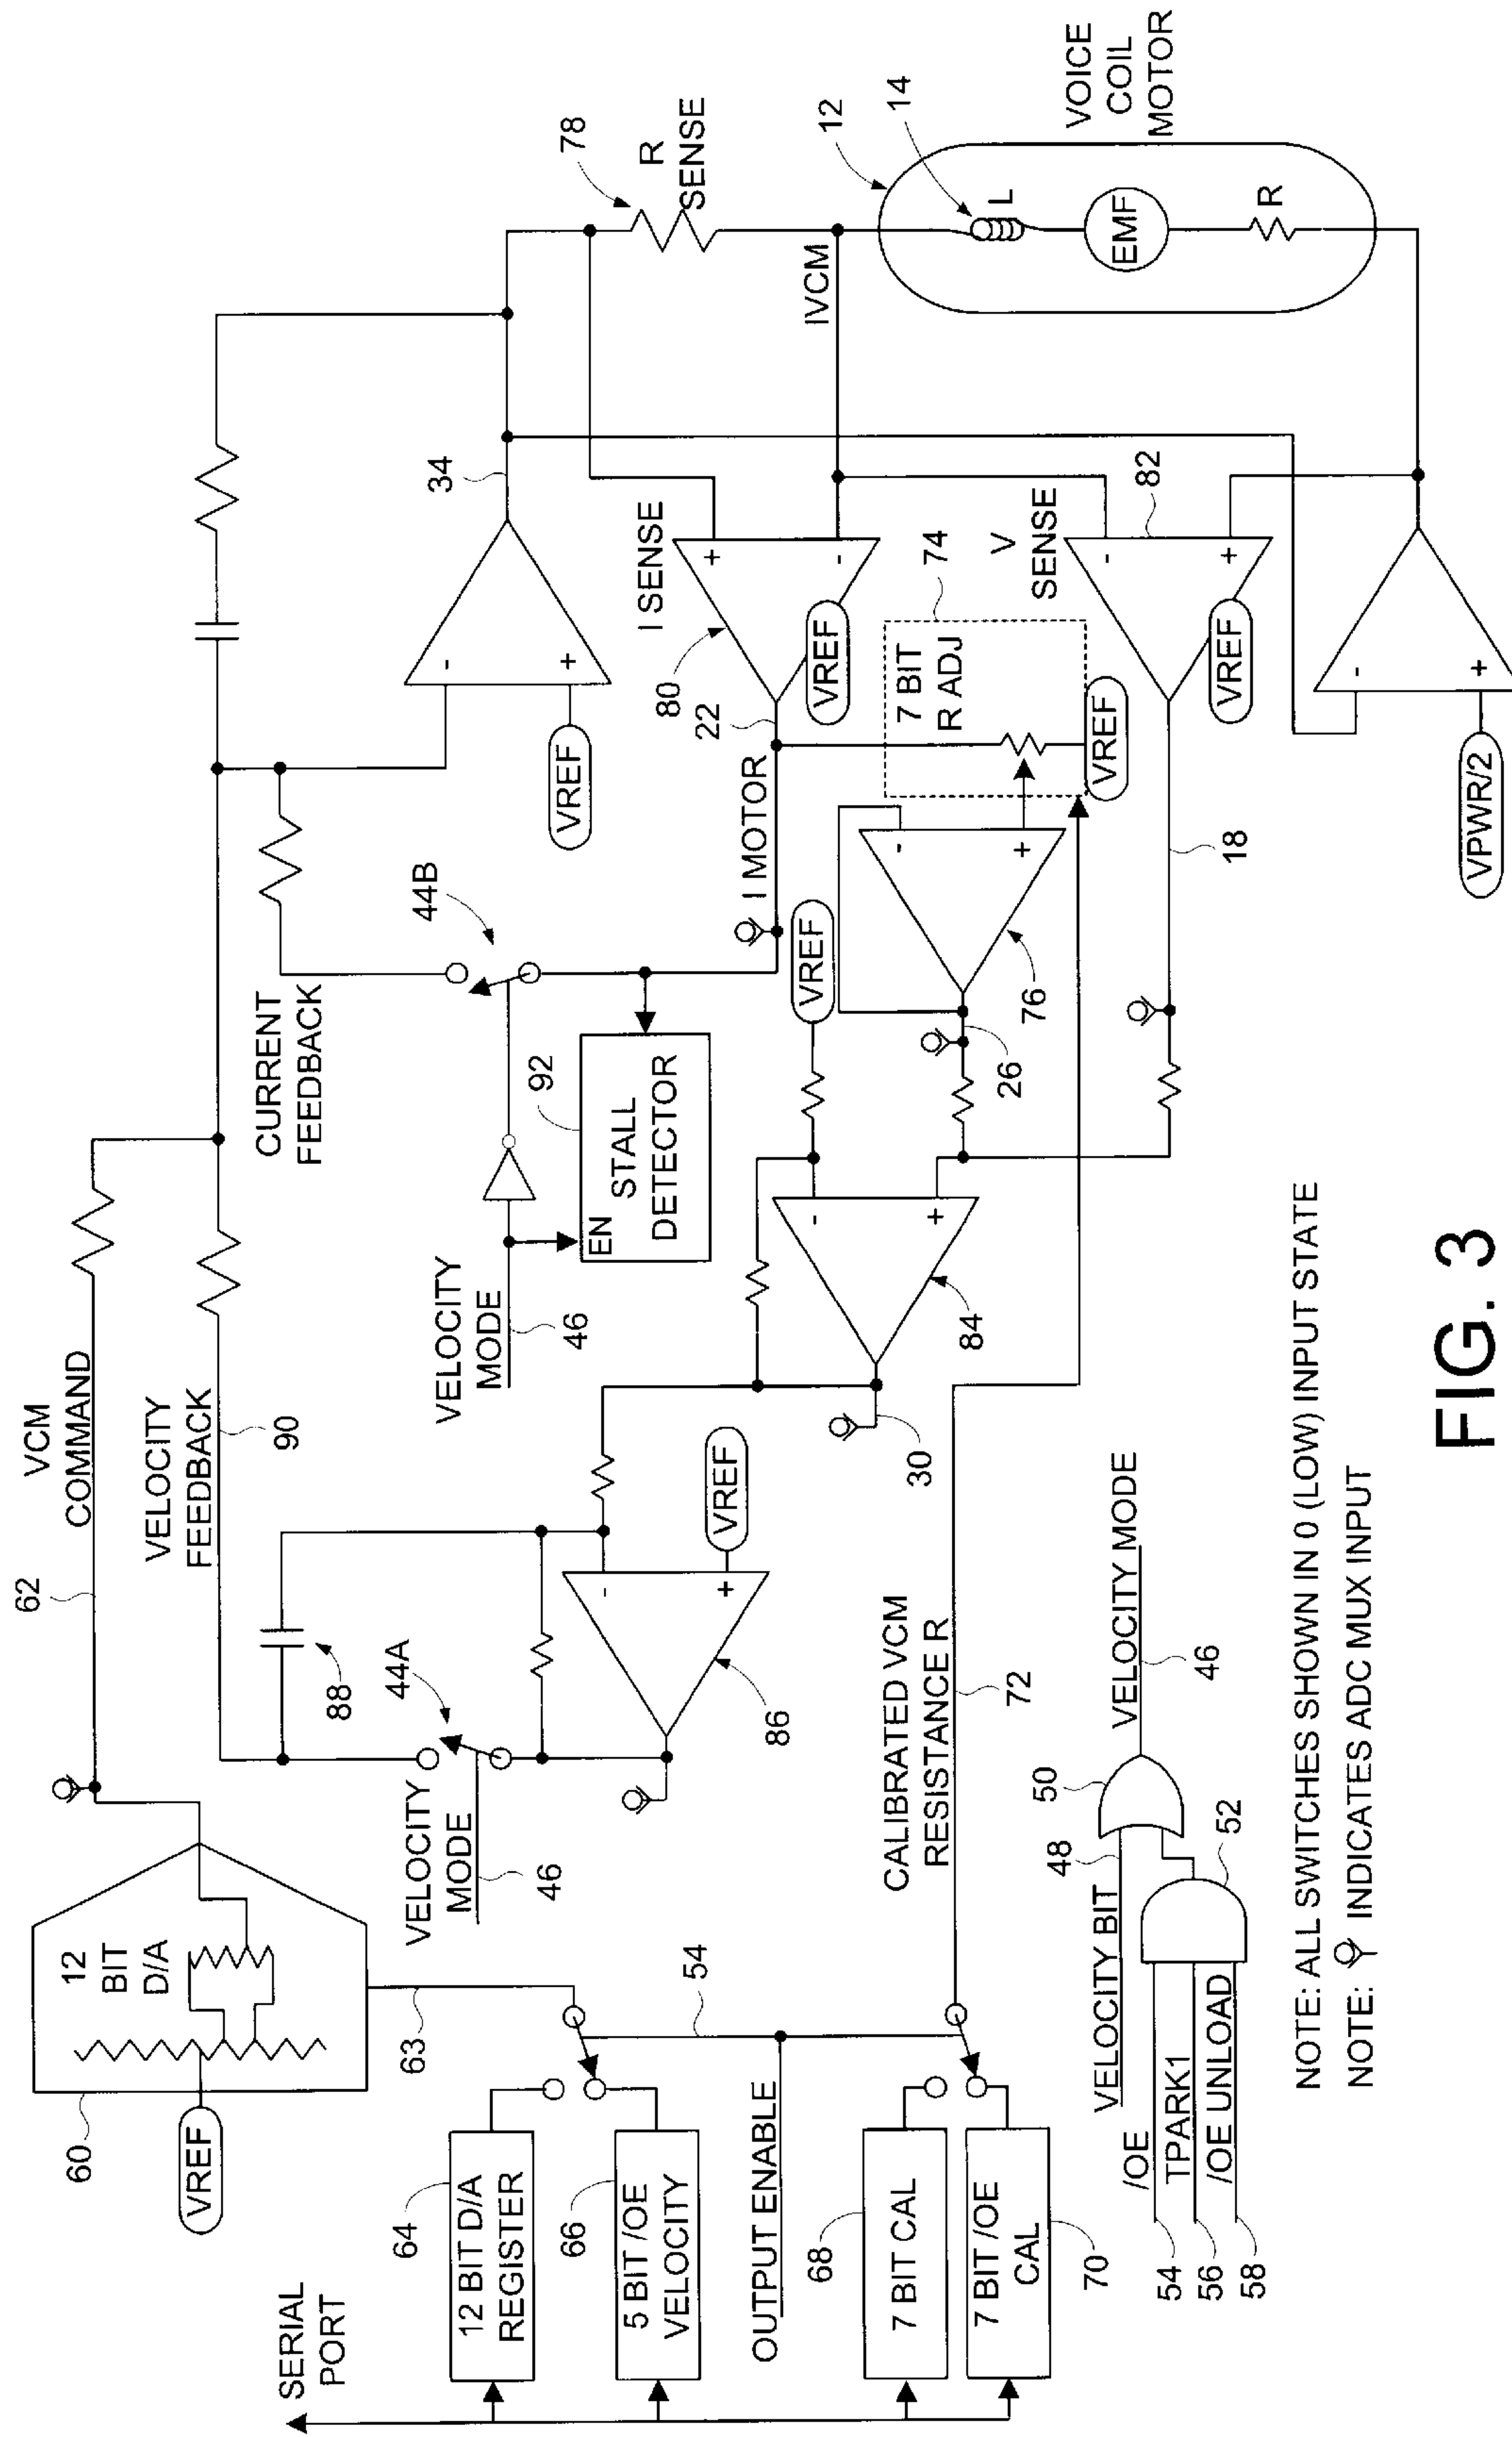 SERIAL
PORT
60
VREF
12
BIT
D/A
62
VCM
COMMAND
VELOCITY
FEEDBACK
90
88
44A
VELOCITY
MODE
46
86
VREF
63
54
64
12 BIT D/A
REGISTER
66
5 BIT /OE
VELOCITY
OUTPUT ENABLE
68
7 BIT CAL
7 BIT /OE
CAL
70
CURRENT
FEEDBACK
44B
VELOCITY
MODE
46
92
EN
STALL
DETECTOR
-
+
VREF
34
I MOTOR
22
80
I SENSE
+
-
VREF
78
R
SENSE
IVCM
12
14
L
EMF
R
VOICE
COIL
MOTOR
74
7 BIT
R ADJ
VREF
V
SENSE
82
-
+
VREF
-
+
VPWR/2
18
-
+
76
26
VREF
-
+
84
30
-
+
CALIBRATED VCM
RESISTANCE R
72
VELOCITY BIT
48
50
VELOCITY MODE
46
52
/OE
TPARK1
/OE UNLOAD
54
56
58
NOTE: ALL SWITCHES SHOWN IN 0 (LOW) INPUT STATE
NOTE: INDICATES ADC MUX INPUT
FIG. 3